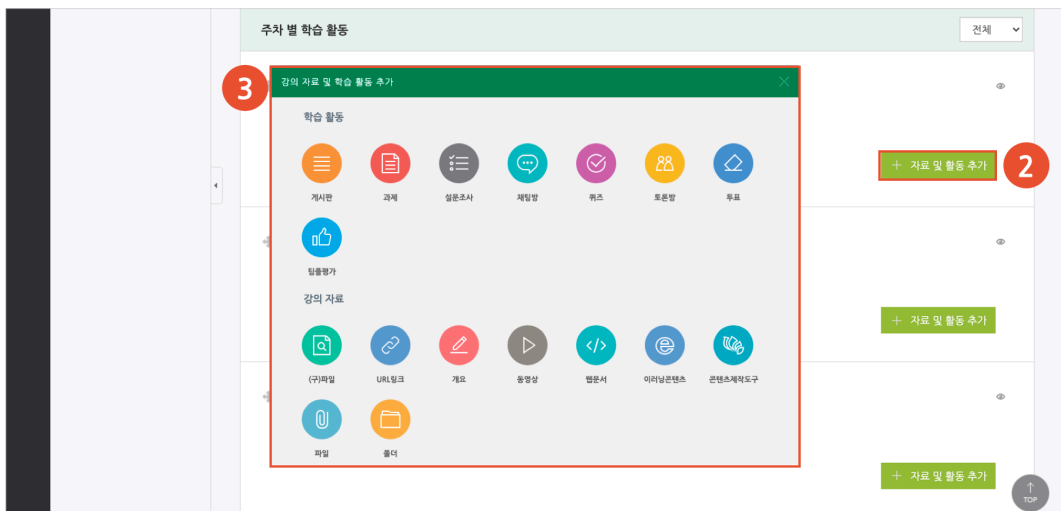 주차 별 학습 활동
전체
3
강의 자료 및 학습 활동 추가
학습 활동
게시판 과제 설문조사 채팅방 퀴즈 토론방 투표
+ 자료 및 활동 추가
2
팀플평가
강의 자료
+ 자료 및 활동 추가
(구)파일 URL링크 개요 동영상 웹문서 이러닝콘텐츠 콘텐츠제작도구
파일 폴더
+ 자료 및 활동 추가
TOP